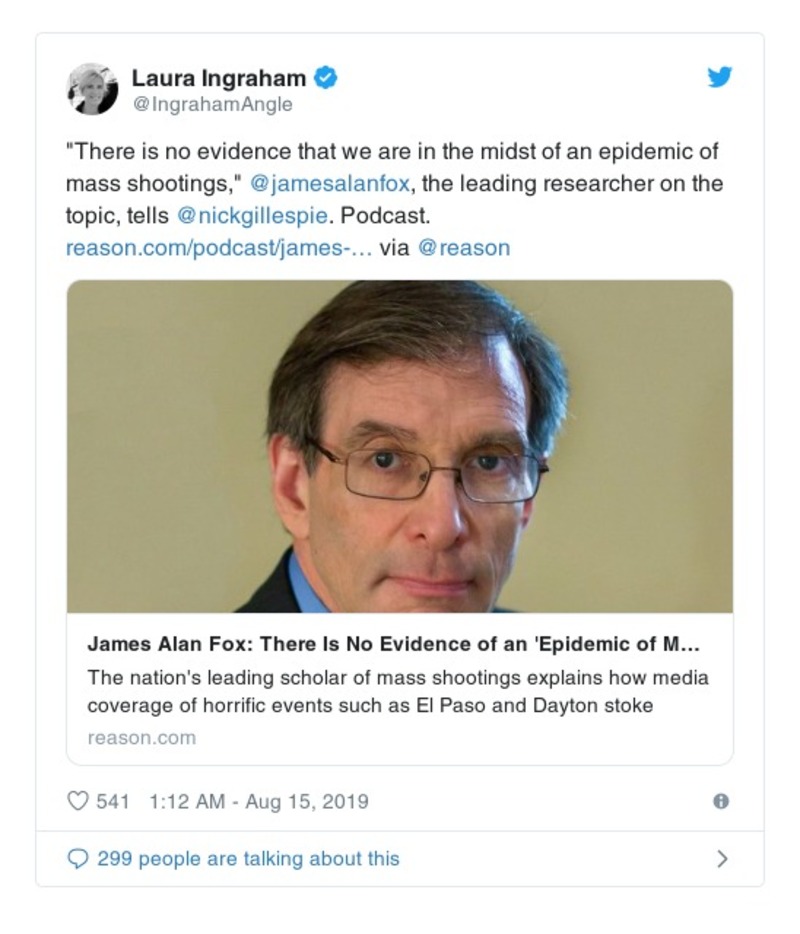 Laura Ingraham
@IngrahamAngle
"There is no evidence that we are in the midst of an epidemic of
mass shootings," @jamesalanfox, the leading researcher on the
topic, tells @nickgillespie. Podcast.
reason.com/podcast/james-... via @reason
James Alan Fox: There Is No Evidence of an 'Epidemic of M...
The nation's leading scholar of mass shootings explains how media
coverage of horrific events such as El Paso and Dayton stoke
reason.com
541 1:12 AM - Aug 15, 2019
299 people are talking about this